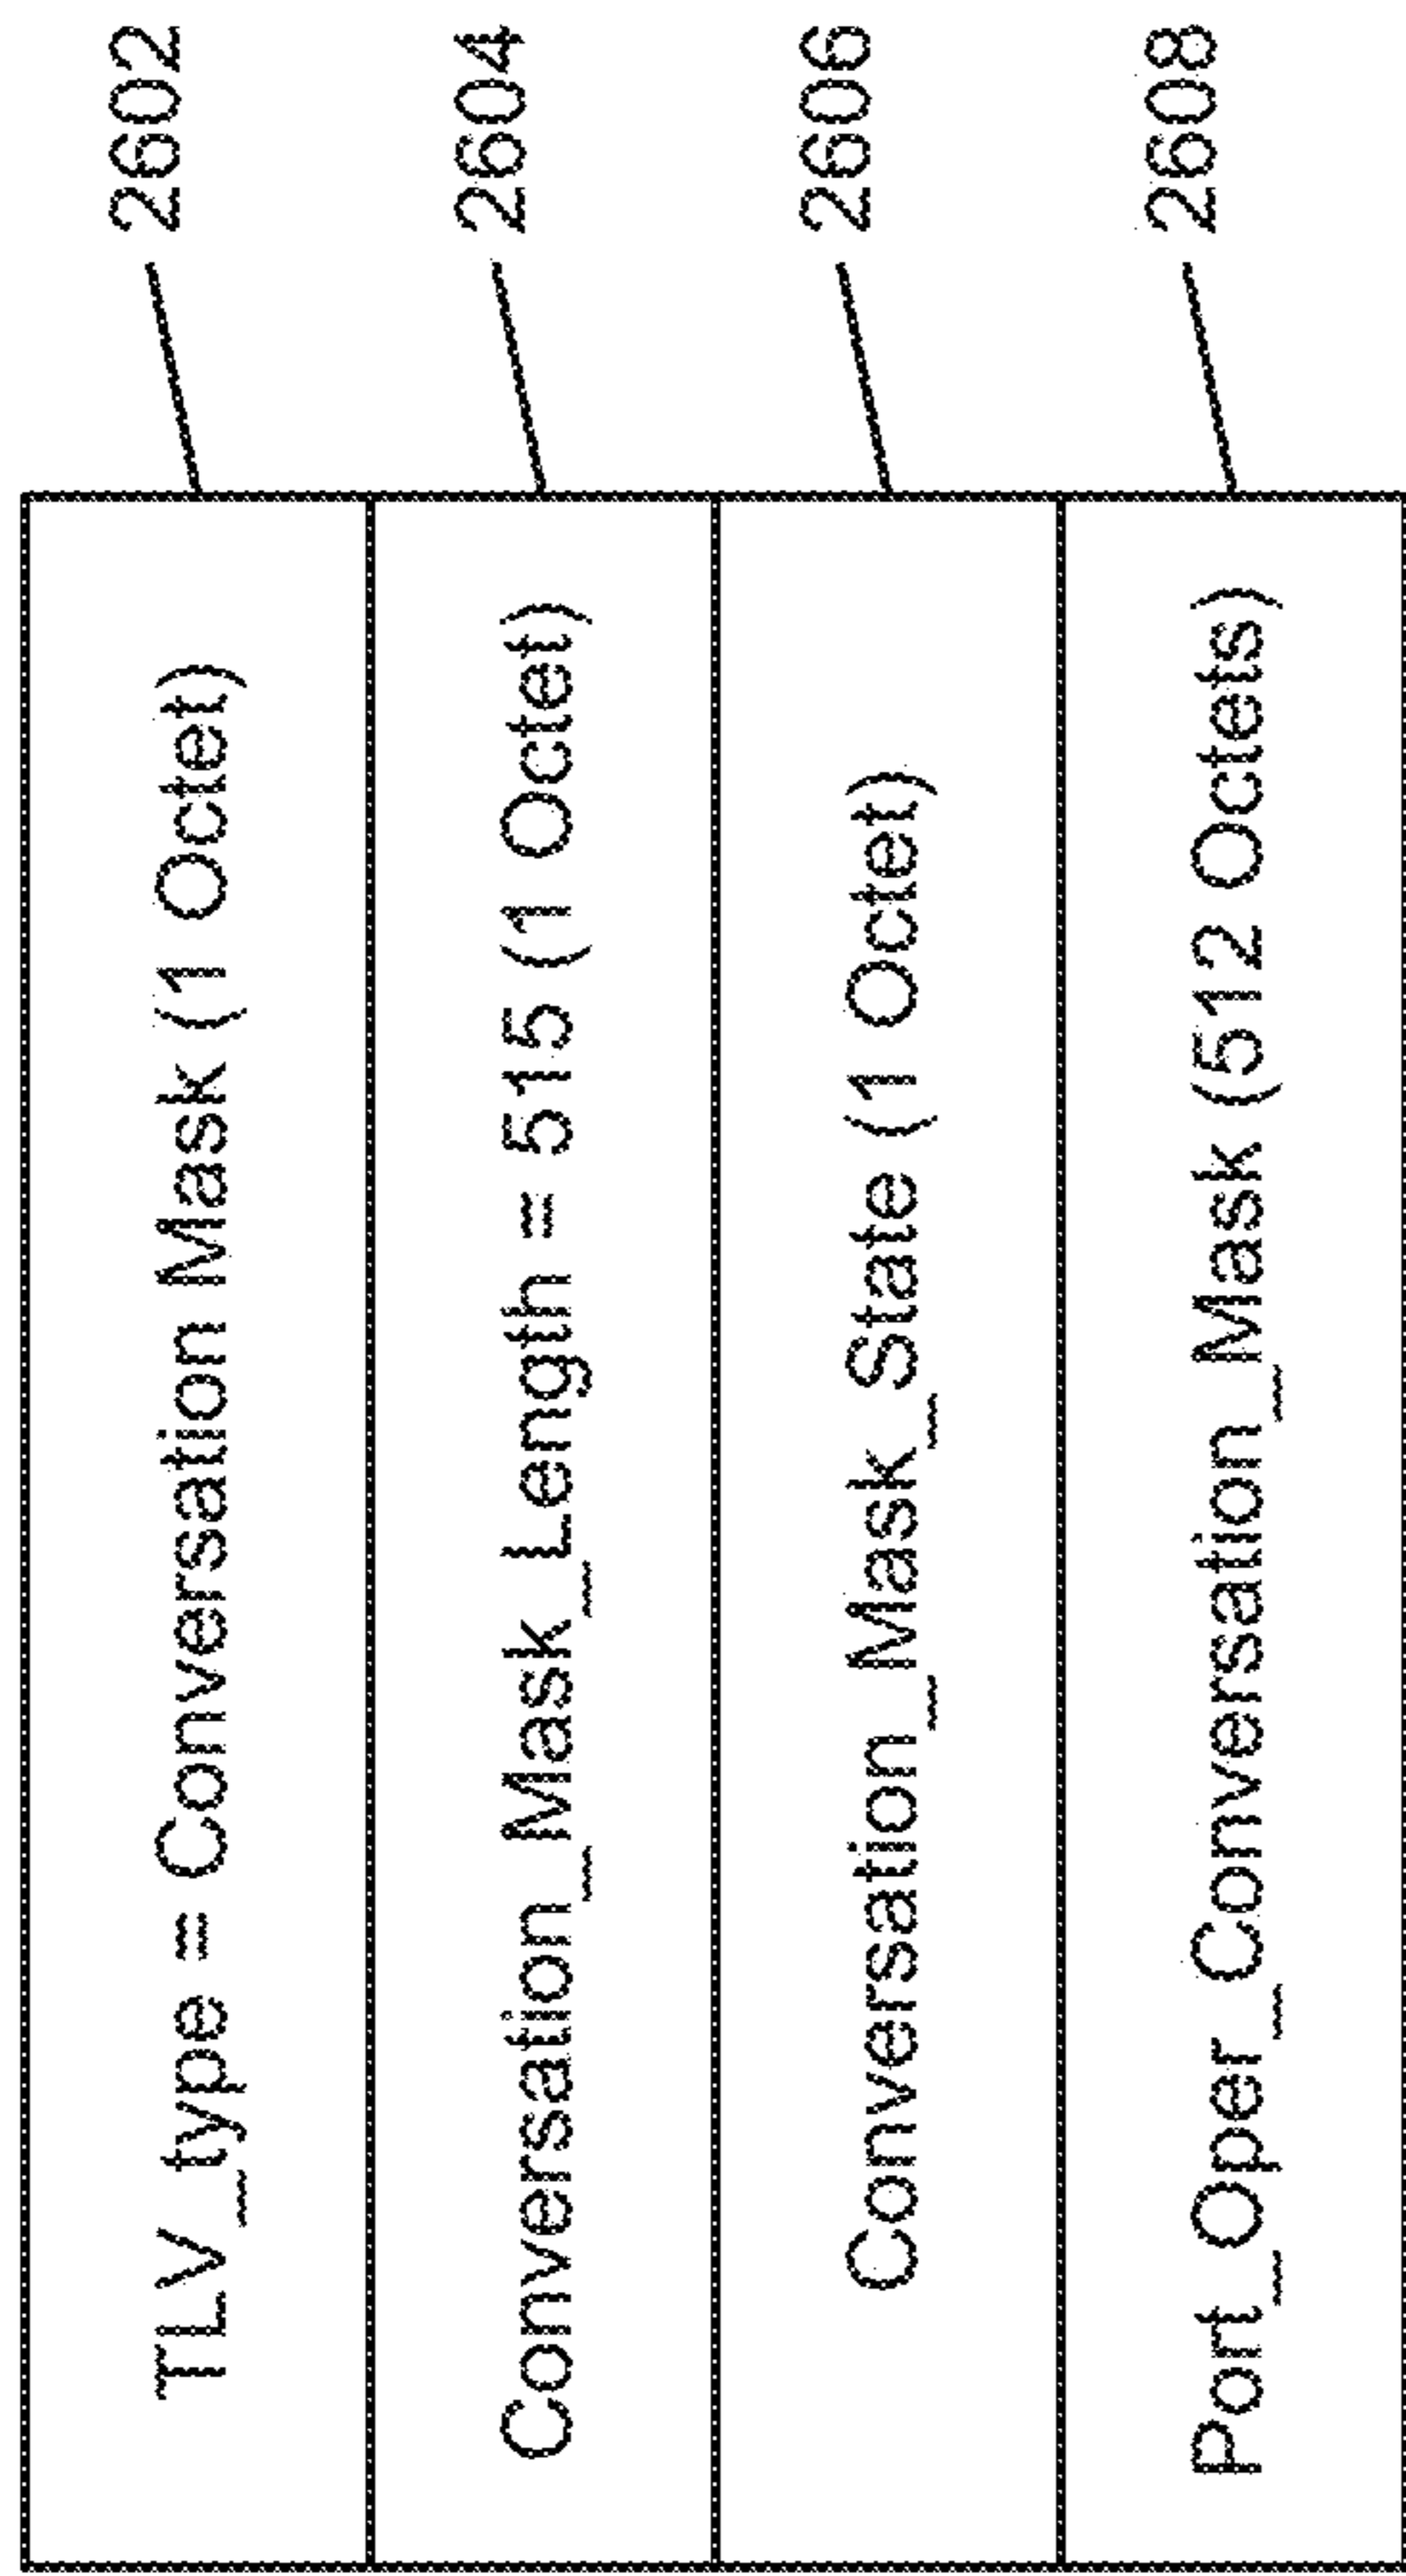 TLV_type = Conversation Mask (1 Octet) 2602
Conversation_Mask_Length = 515 (1 Octet) 2604
Conversation_Mask_State (1 Octet) 2606
Port_Oper_Conversation_Mask (512 Octets) 2608